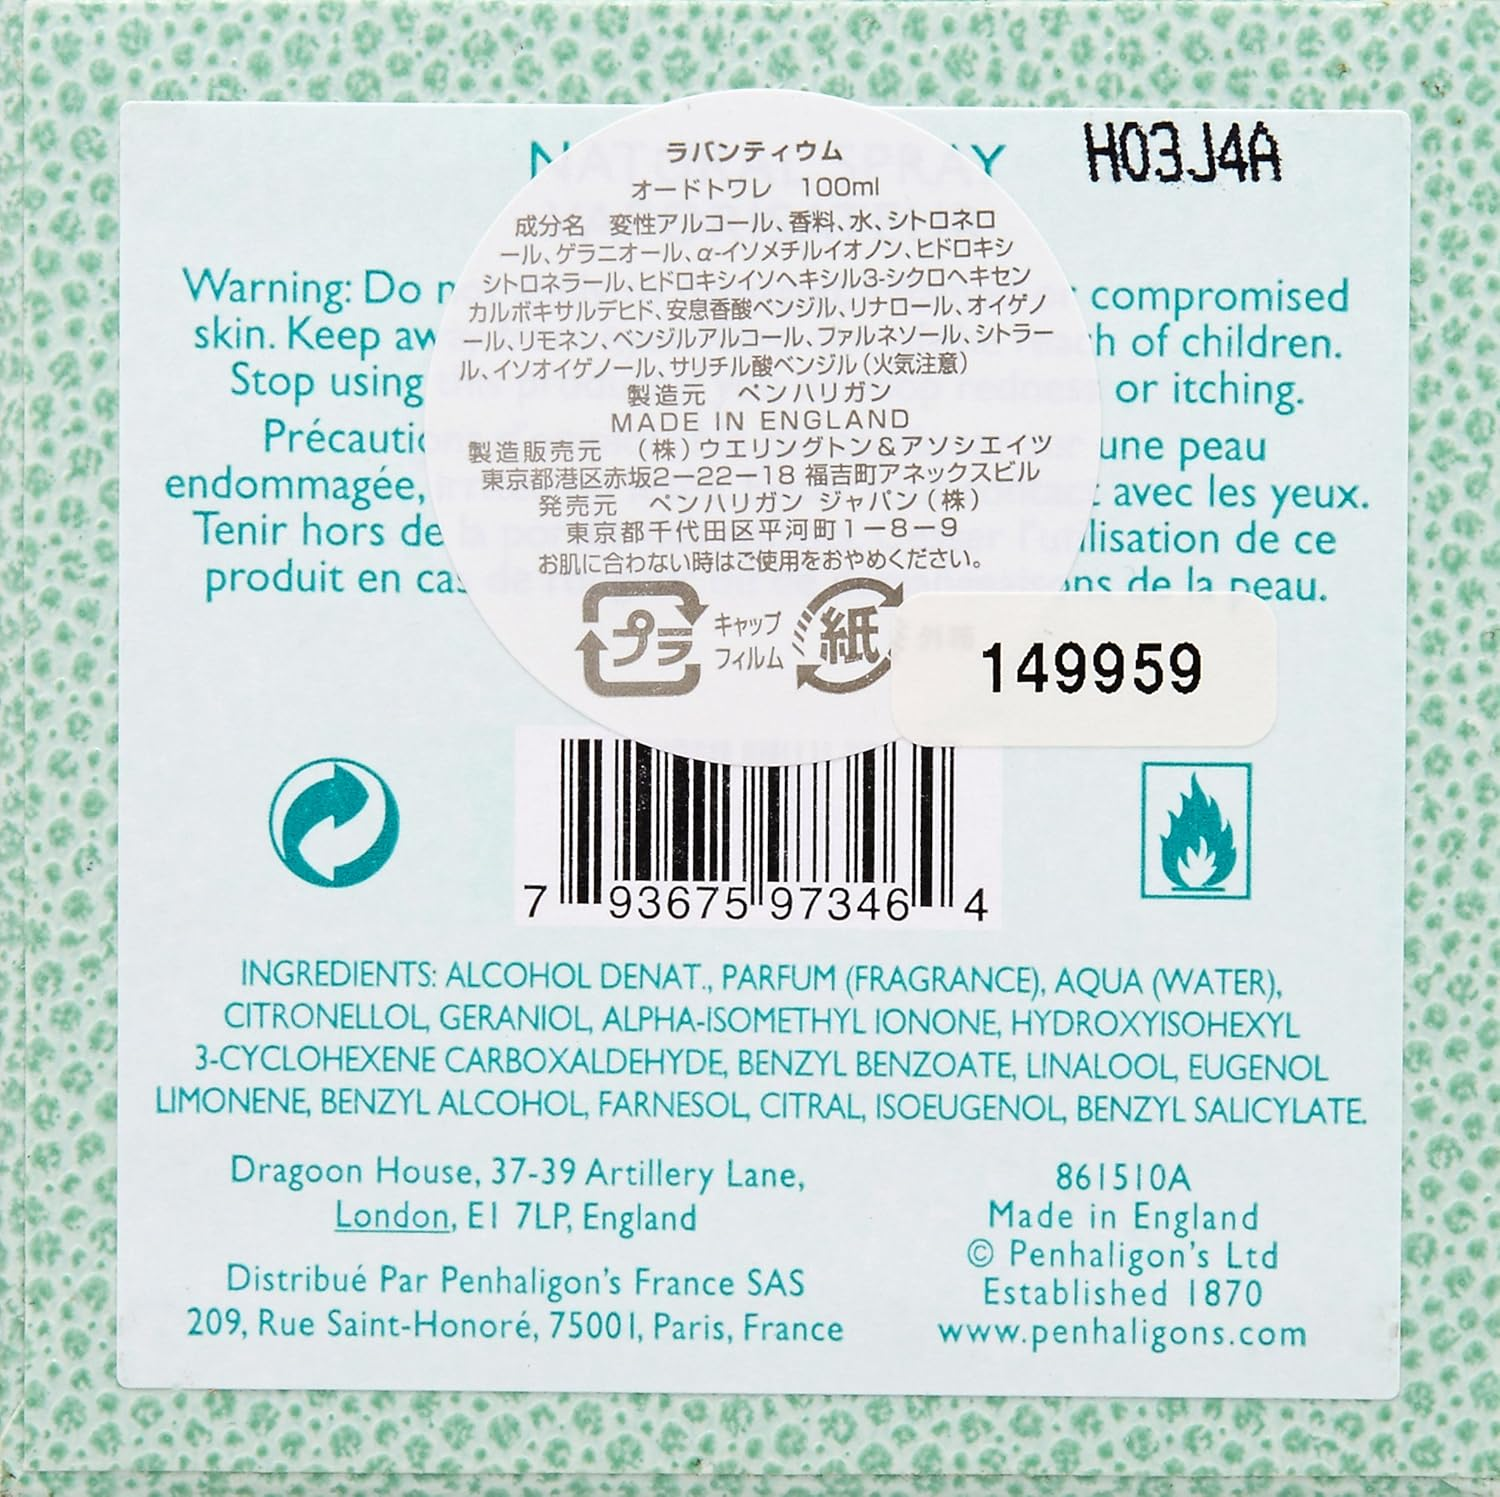 NAT RAY
H03J4A
ラバンティウム
オードトワレ 100ml
成分名 変性アルコール、香料、水、シトロネロ
ール、ゲラニオール、α-イソメチルイオノン、ヒドロキシ
シトロネラール、ヒドロキシイソヘキシル3-シクロヘキセン
カルボキサルデヒド、安息香酸ベンジル、リナロール、オイゲノ
ール、リモネン、ベンジルアルコール、ファルネソール、シトラー
ル、イソオイゲノール、サリチル酸ベンジル（火気注意）
製造元 ペンハリガン
MADE IN ENGLAND
製造販売元 （株）ウエリングトン＆アソシエイツ
東京都港区赤坂2ー22ー18 福吉町アネックスビル
発売元 ペンハリガン ジャパン（株）
東京都千代田区平河町1ー8ー9
お肌に合わない時はご使用をおやめください。
プラ キャップ
フィルム
紙
149959
Warning: Do compromised
skin. Keep of children.
Stop using or itching.
une peau
endommagée, avec les yeux.
Tenir hors de de ce
produit en de la peau.
7 93675 97346 4
INGREDIENTS: ALCOHOL DENAT., PARFUM (FRAGRANCE), AQUA (WATER),
CITRONELLOL, GERANIOL, ALPHA-ISOMETHYL IONONE, HYDROXYISOHEXYL
3-CYCLOHEXENE CARBOXALDEHYDE, BENZYL BENZOATE, LINALOOL, EUGENOL
LIMONENE, BENZYL ALCOHOL, FARNESOL, CITRAL, ISOEUGENOL, BENZYL SALICYLATE.
Dragoon House, 37-39 Artillery Lane,
London, E1 7LP, England
Distribué Par Penhaligon's France SAS
209, Rue Saint-Honoré, 75001, Paris, France
861510A
Made in England
© Penhaligon's Ltd
Established 1870
www.penhaligons.com